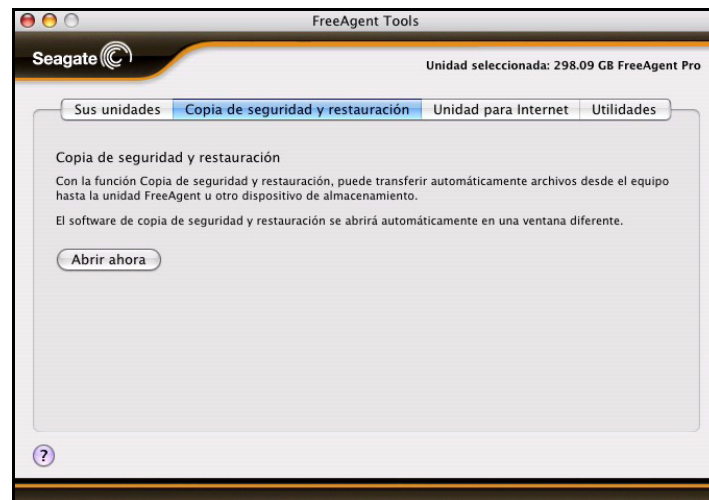 FreeAgent Tools
Seagate
Unidad seleccionada: 298.09 GB FreeAgent Pro
Sus unidades
Copia de seguridad y restauración
Unidad para Internet
Utilidades
Copia de seguridad y restauración
Con la función Copia de seguridad y restauración, puede transferir automáticamente archivos desde el equipo
hasta la unidad FreeAgent u otro dispositivo de almacenamiento.
El software de copia de seguridad y restauración se abrirá automáticamente en una ventana diferente.
Abrir ahora
?